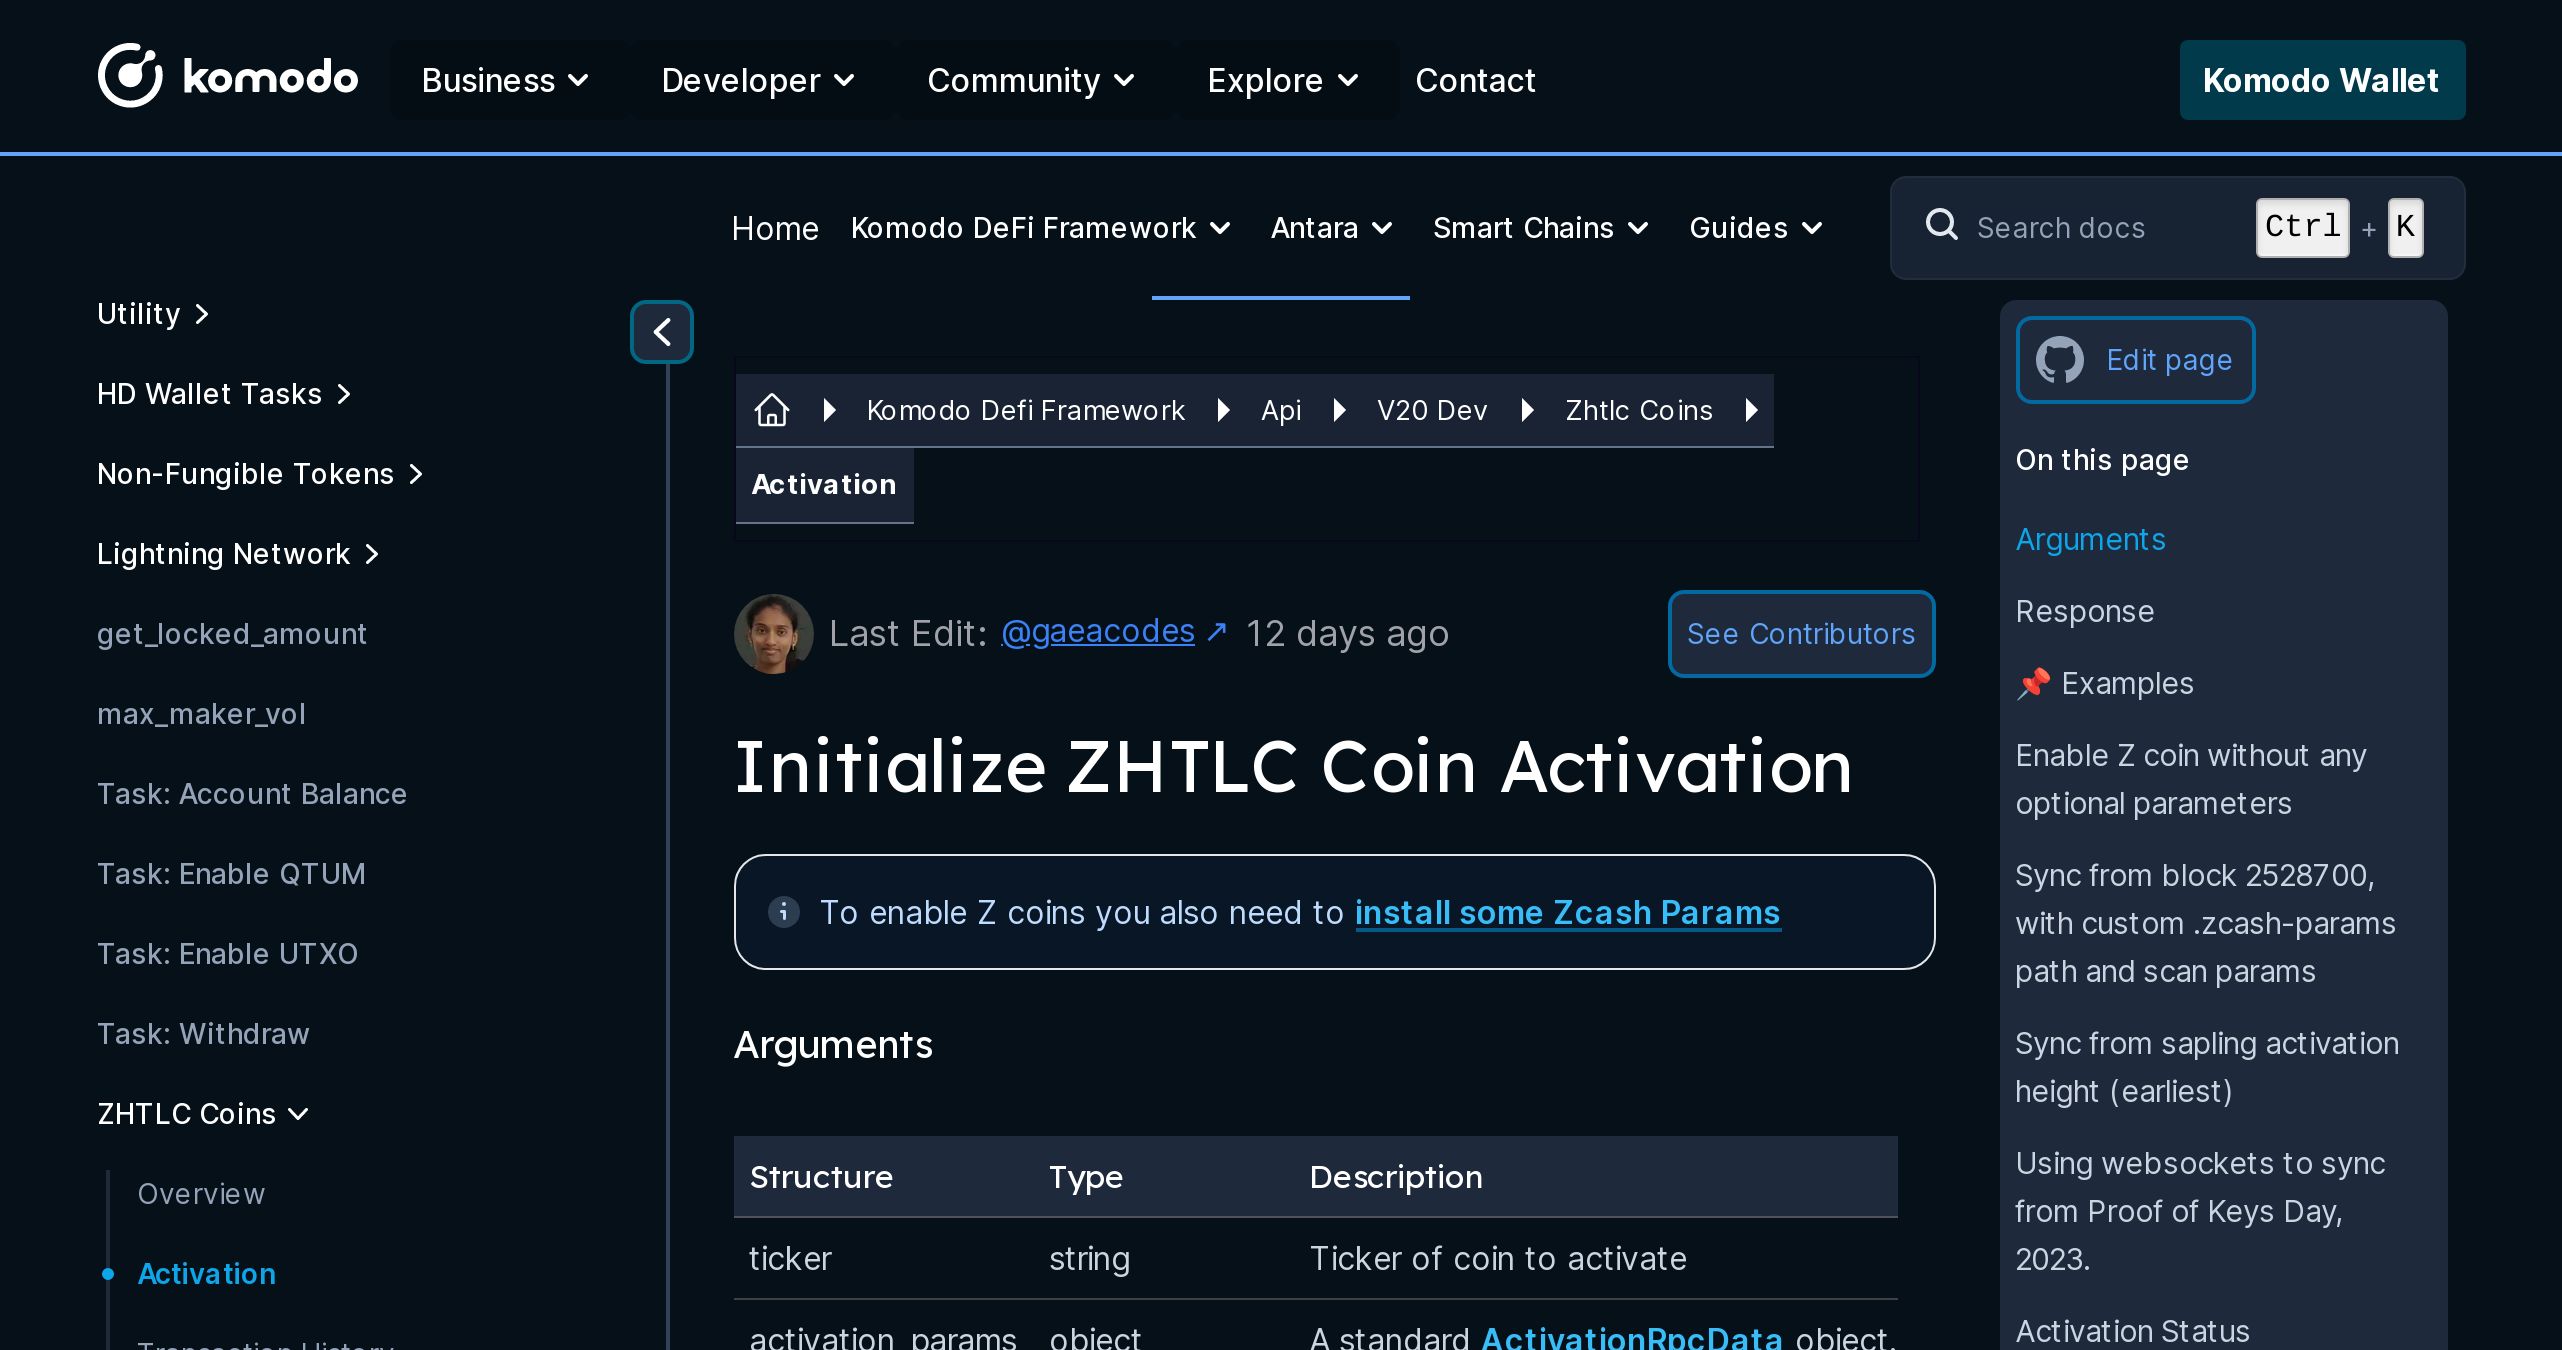 komodo
Business
Developer
Community
Explore
Contact
Komodo Wallet
Home
Komodo DeFi Framework
Antara
Smart Chains
Guides
Search docs
Ctrl + K
Utility
HD Wallet Tasks
Non-Fungible Tokens
Lightning Network
get_locked_amount
max_maker_vol
Task: Account Balance
Task: Enable QTUM
Task: Enable UTXO
Task: Withdraw
ZHTLC Coins
Overview
Activation
Transaction History
Komodo Defi Framework
Api
V20 Dev
Zhtlc Coins
Activation
Last Edit: @gaeacodes ↗ 12 days ago
See Contributors
Initialize ZHTLC Coin Activation
To enable Z coins you also need to install some Zcash Params
Arguments
Structure Type Description
ticker string Ticker of coin to activate
activation_params object A standard ActivationRpcData object.
Edit page
On this page
Arguments
Response
📌 Examples
Enable Z coin without any
optional parameters
Sync from block 2528700,
with custom .zcash-params
path and scan params
Sync from sapling activation
height (earliest)
Using websockets to sync
from Proof of Keys Day,
2023.
Activation Status